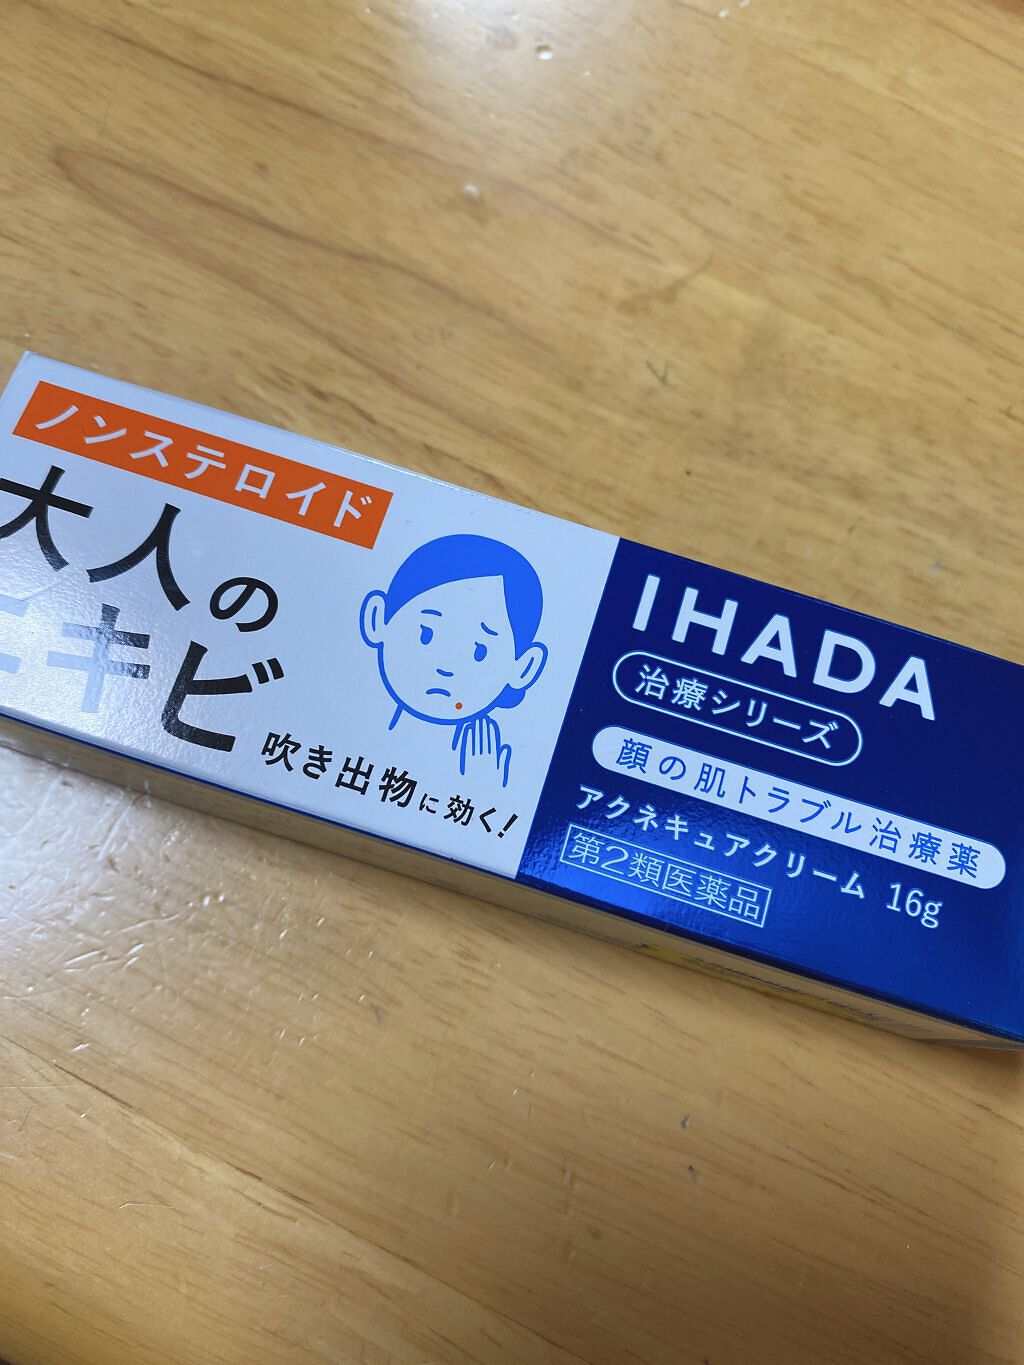 ノンステロイド
大人の
ニキビ
吹き出物に効く!
IHADA
治療シリーズ
顔の肌トラブル治療薬
アクネキュアクリーム 16g
第2類医薬品